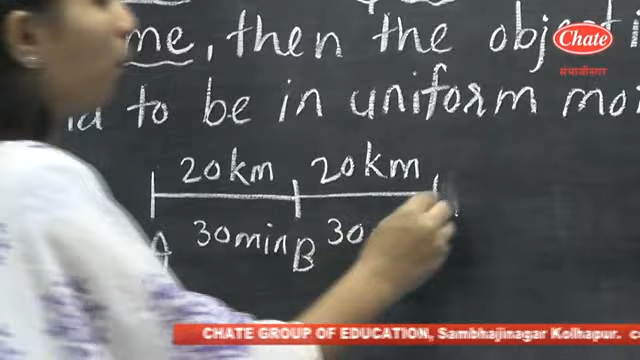 me, then the object
to be in uniform mo
20km 20km
A 30min B 30
Chate
संभाजीनगर
CHATE GROUP OF EDUCATION, Sambhajinagar Kolhapur.